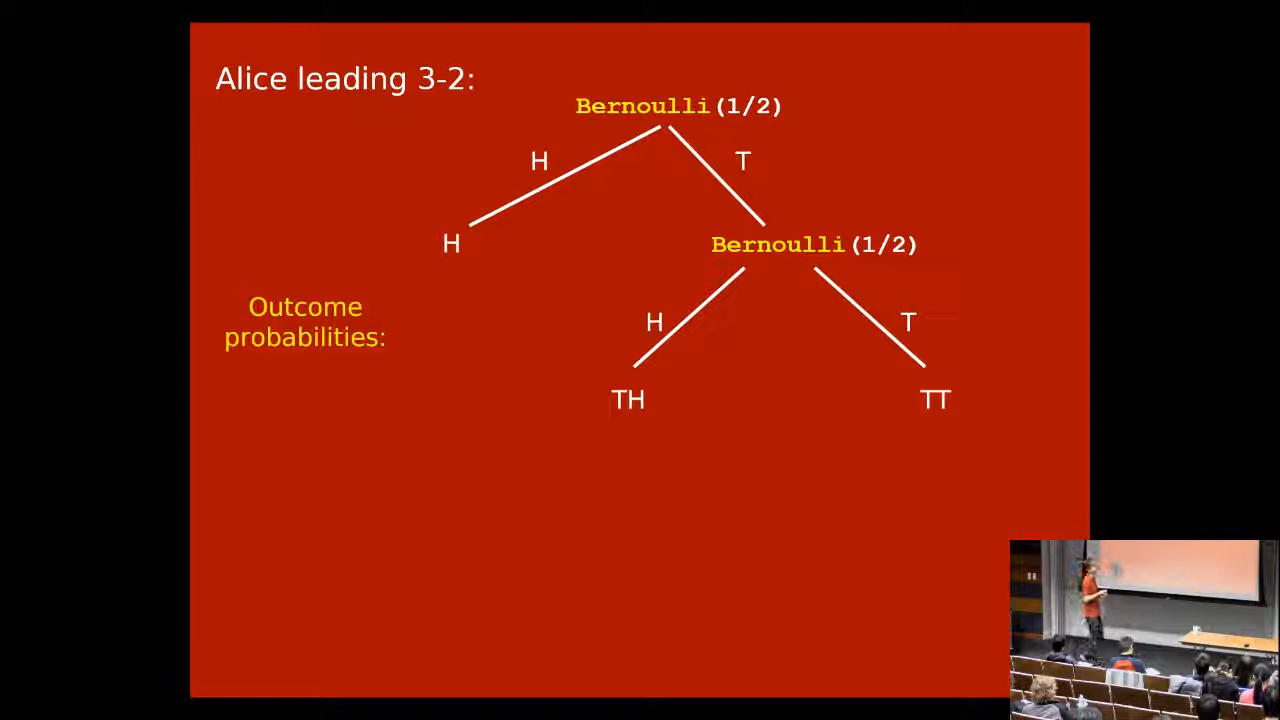 Alice leading 3-2:
Bernoulli(1/2)
H
T
H
Bernoulli(1/2)
Outcome
probabilities:
H
T
TH
TT